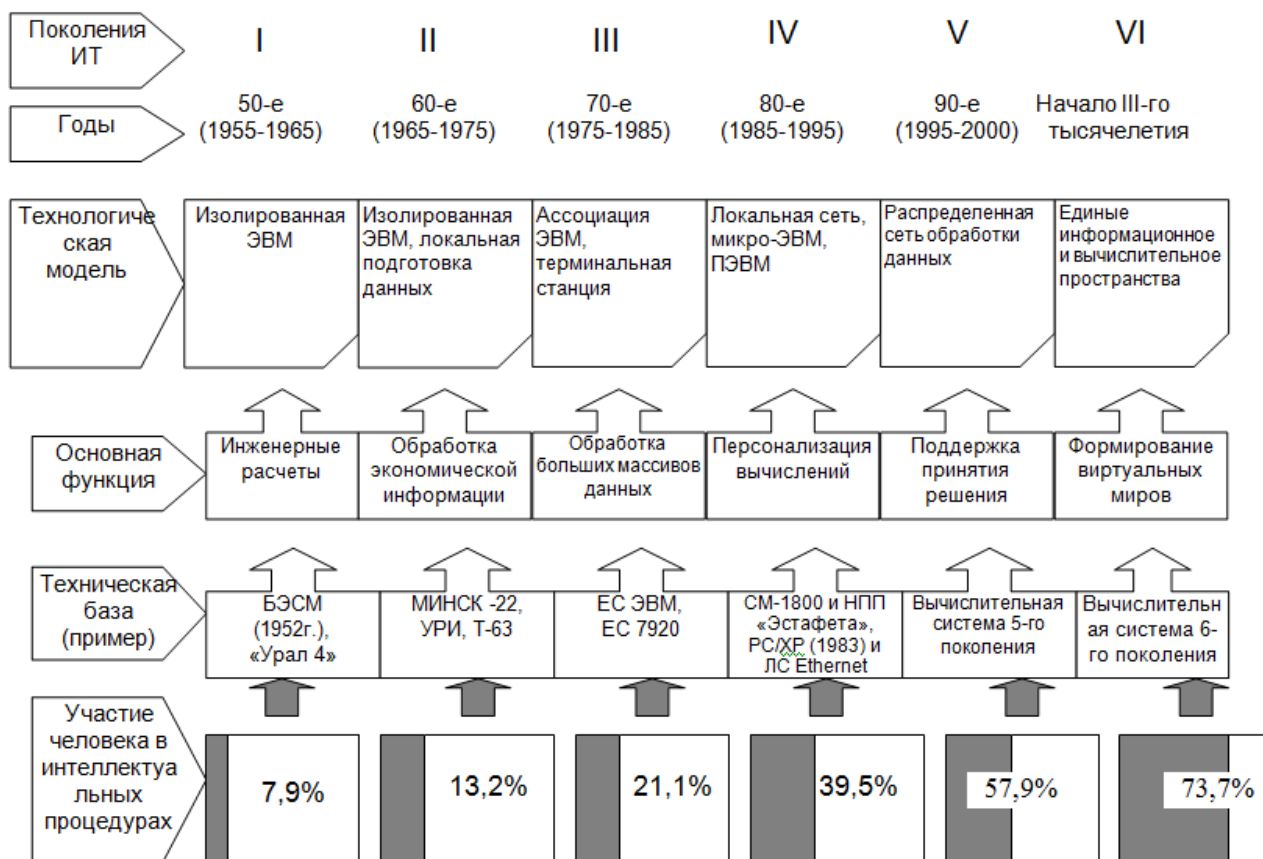 Поколения
ИТ
I
II
III
IV
V
VI
Годы
50-е
(1955-1965)
60-е
(1965-1975)
70-е
(1975-1985)
80-е
(1985-1995)
90-е
(1995-2000)
Начало III-го
тысячелетия
Технологиче
ская
модель
Изолированная
ЭВМ
Изолированная
ЭВМ, локальная
подготовка
данных
Ассоциация
ЭВМ,
терминальная
станция
Локальная сеть,
микро-ЭВМ,
ПЭВМ
Распределенная
сеть обработки
данных
Единые
информационное
и вычислительное
пространства
Основная
функция
Инженерные
расчеты
Обработка
экономической
информации
Обработка
больших массивов
данных
Персонализация
вычислений
Поддержка
принятия
решения
Формирование
виртуальных
миров
Техническая
база
(пример)
БЭСМ
(1952г.),
«Урал 4»
МИНСК -22,
УРИ, Т-63
ЕС ЭВМ,
ЕС 7920
СМ-1800 и НПП
«Эстафета»,
РС/ХР (1983) и
ЛС Ethernet
Вычислительная
система 5-го
поколения
Вычислительн
ая система 6-
го поколения
Участие
человека в
интеллектуа
льных
процедурах
7,9%
13,2%
21,1%
39,5%
57,9%
73,7%